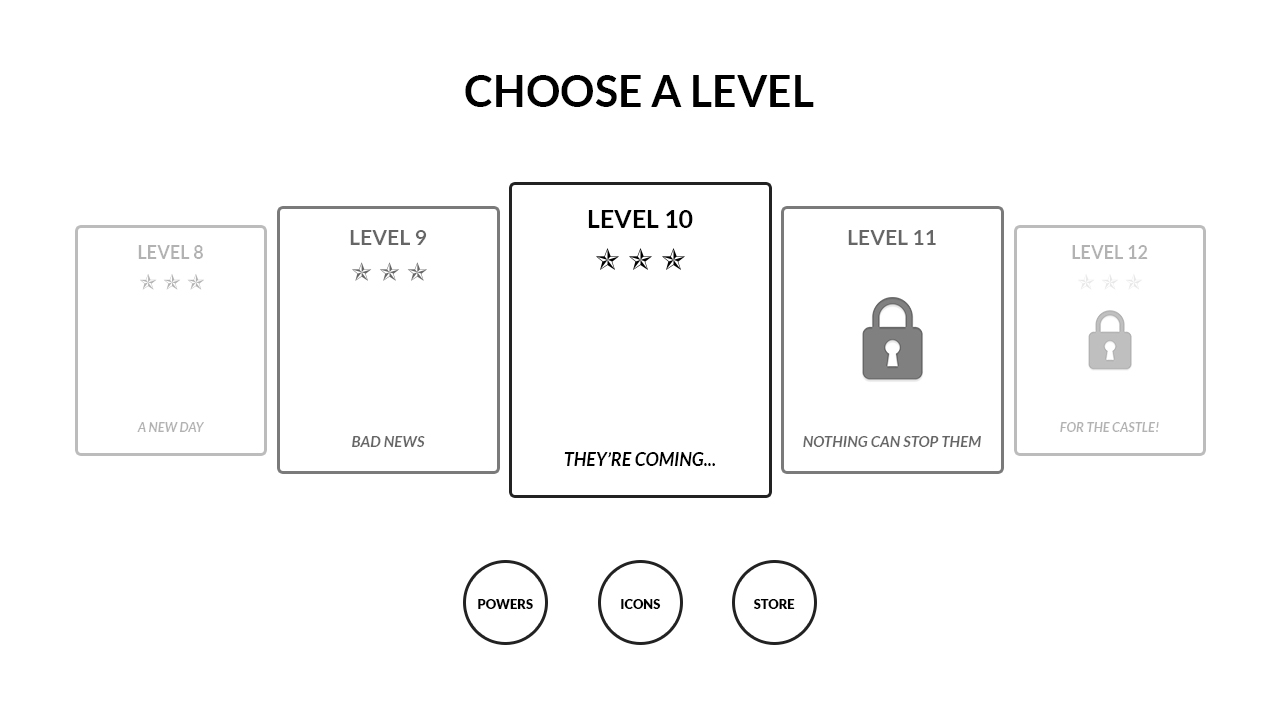 CHOOSE A LEVEL
LEVEL 8
A NEW DAY
LEVEL 9
BAD NEWS
LEVEL 10
THEY'RE COMING...
LEVEL 11
NOTHING CAN STOP THEM
LEVEL 12
FOR THE CASTLE!
POWERS
ICONS
STORE